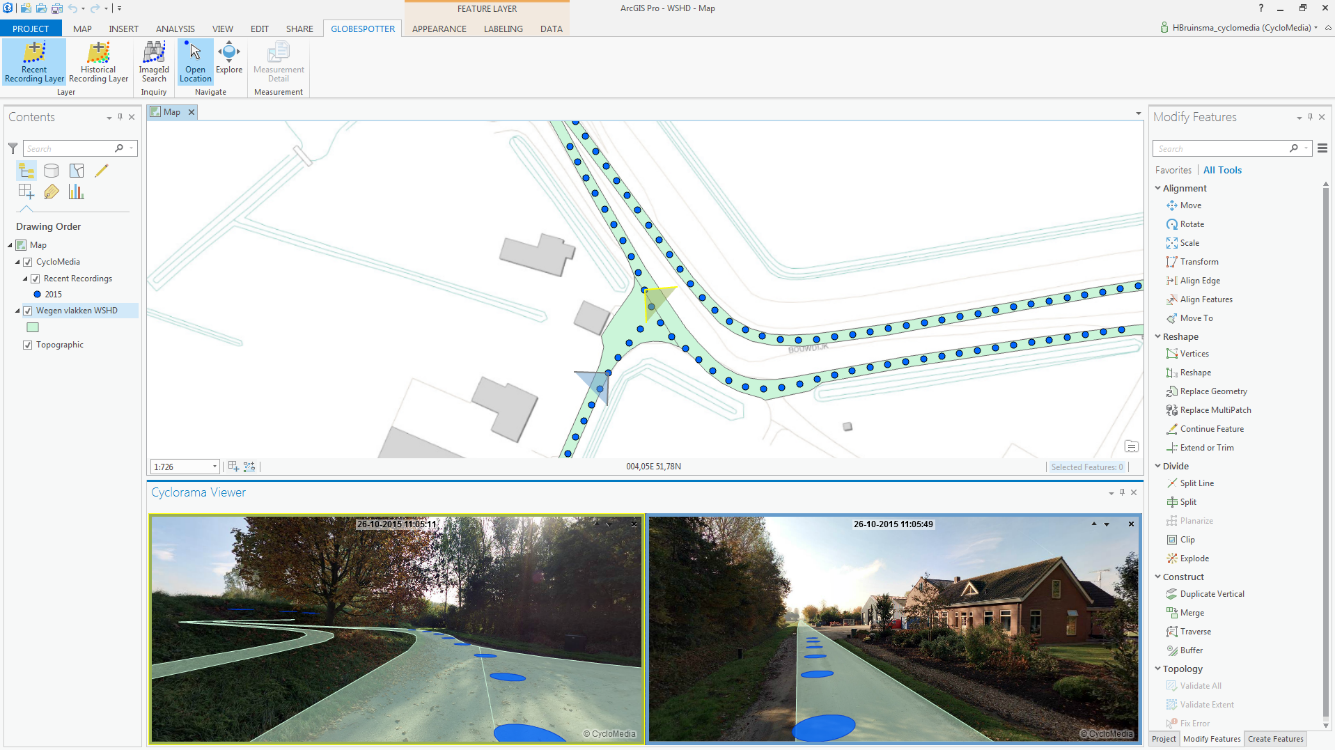 FEATURE LAYER
ArcGIS Pro - WSHD - Map
PROJECT MAP INSERT ANALYSIS VIEW EDIT SHARE GLOBESPOTTER APPEARANCE LABELING DATA
HBruinsma_cyclomedia (CycloMedia)
Recent Recording Layer
Historical Recording Layer
ImageId Search
Open Location
Explore
Measurement Detail
Layer
Inquiry
Navigate
Measurement
Contents
Search
Drawing Order
Map
CycloMedia
Recent Recordings
2015
Wegen vlakken WSHD
Topographic
Map
BOUWDIJK
1:726
004,05E 51,78N
Selected Features: 0
Cyclorama Viewer
26-10-2015 11:05:11
© CycloMedia
26-10-2015 11:05:49
© CycloMedia
Modify Features
Search
Favorites All Tools
Alignment
Move
Rotate
Scale
Transform
Align Edge
Align Features
Move To
Reshape
Vertices
Reshape
Replace Geometry
Replace MultiPatch
Continue Feature
Extend or Trim
Divide
Split Line
Split
Planarize
Clip
Explode
Construct
Duplicate Vertical
Merge
Traverse
Buffer
Topology
Validate All
Validate Extent
Fix Error
Project Modify Features Create Features